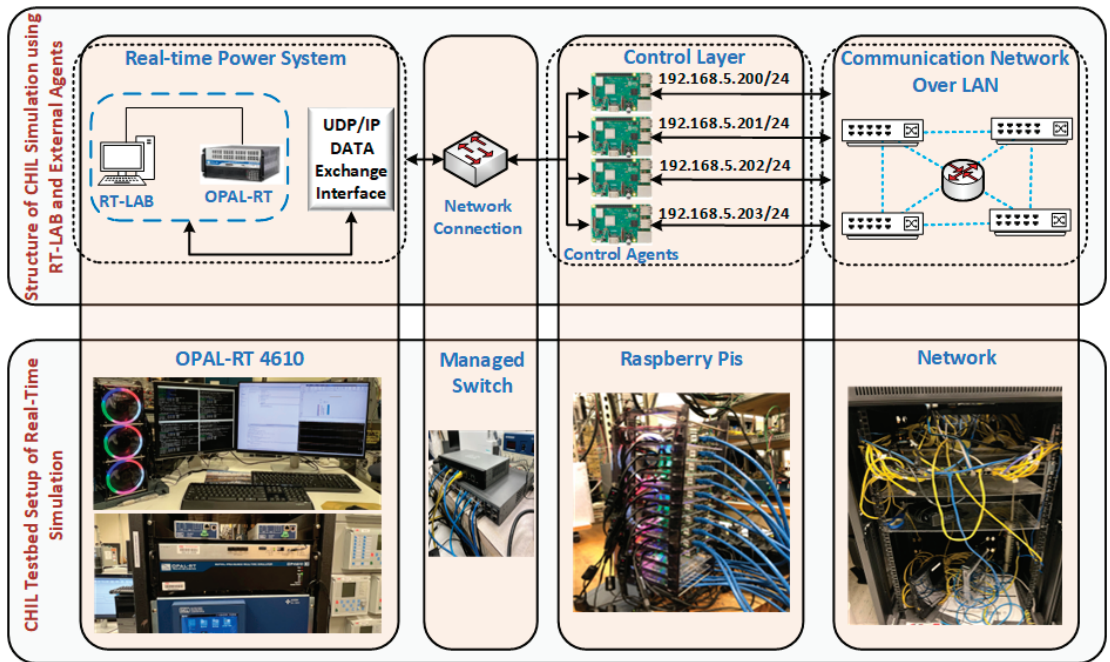 Structure of CHIL Simulation using
RT-LAB and External Agents
Real-time Power System
RT-LAB
OPAL-RT
UDP/IP
DATA
Exchange
Interface
Network
Connection
Control Layer
192.168.5.200/24
192.168.5.201/24
192.168.5.202/24
192.168.5.203/24
Control Agents
Communication Network
Over LAN
CHIL Testbed Setup of Real-Time
Simulation
OPAL-RT 4610
OPAL-RT
Managed
Switch
Raspberry Pis
Network